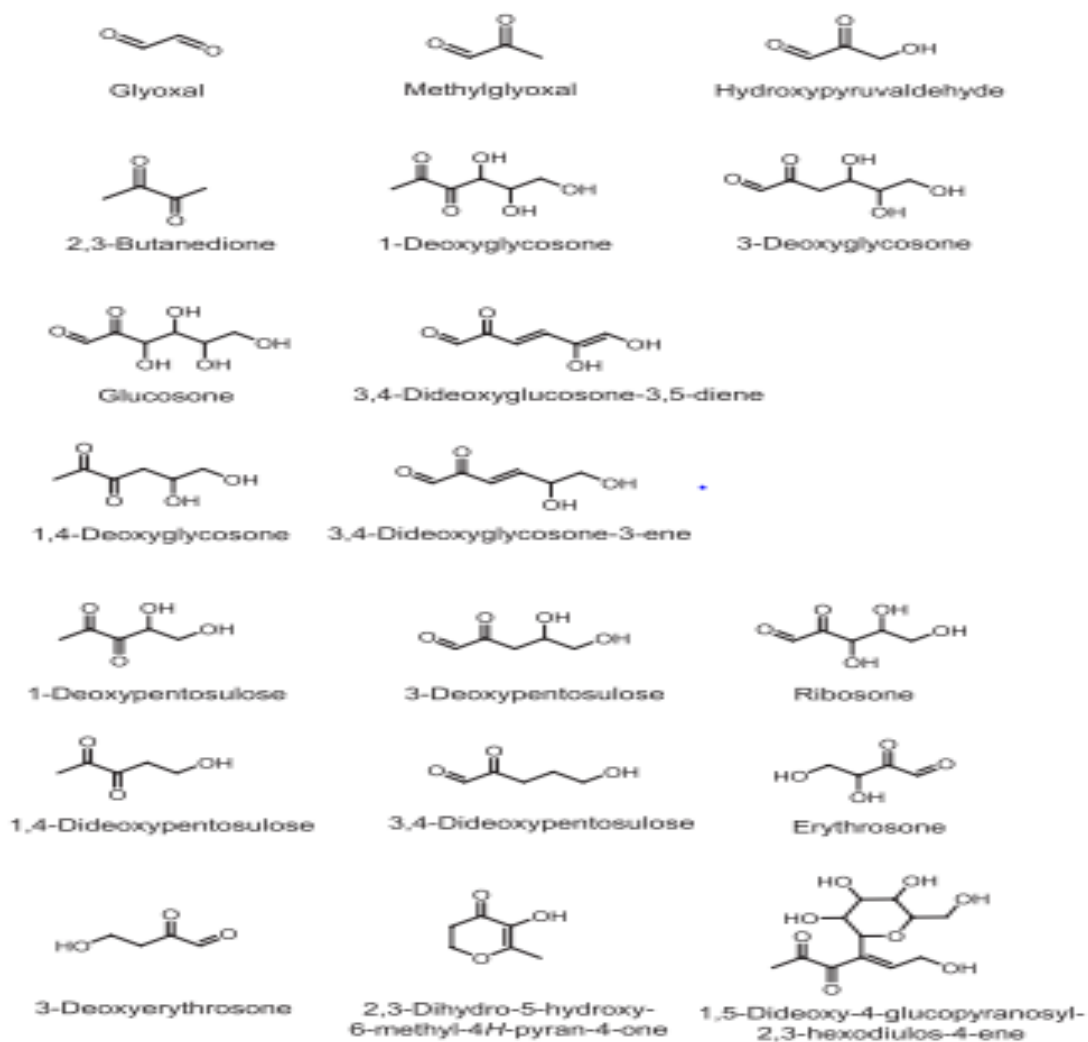 Glyoxal
Methylglyoxal
Hydroxypyruvaldehyde
2,3-Butanedione
1-Deoxyglycosone
3-Deoxyglycosone
Glucosone
3,4-Dideoxyglucosone-3,5-diene
1,4-Deoxyglycosone
3,4-Dideoxyglycosone-3-ene
1-Deoxypentosulose
3-Deoxypentosulose
Ribosone
1,4-Dideoxypentosulose
3,4-Dideoxypentosulose
Erythrosone
3-Deoxyerythrosone
2,3-Dihydro-5-hydroxy-
6-methyl-4H-pyran-4-one
1,5-Dideoxy-4-glucopyranosyl-
2,3-hexodiulos-4-ene